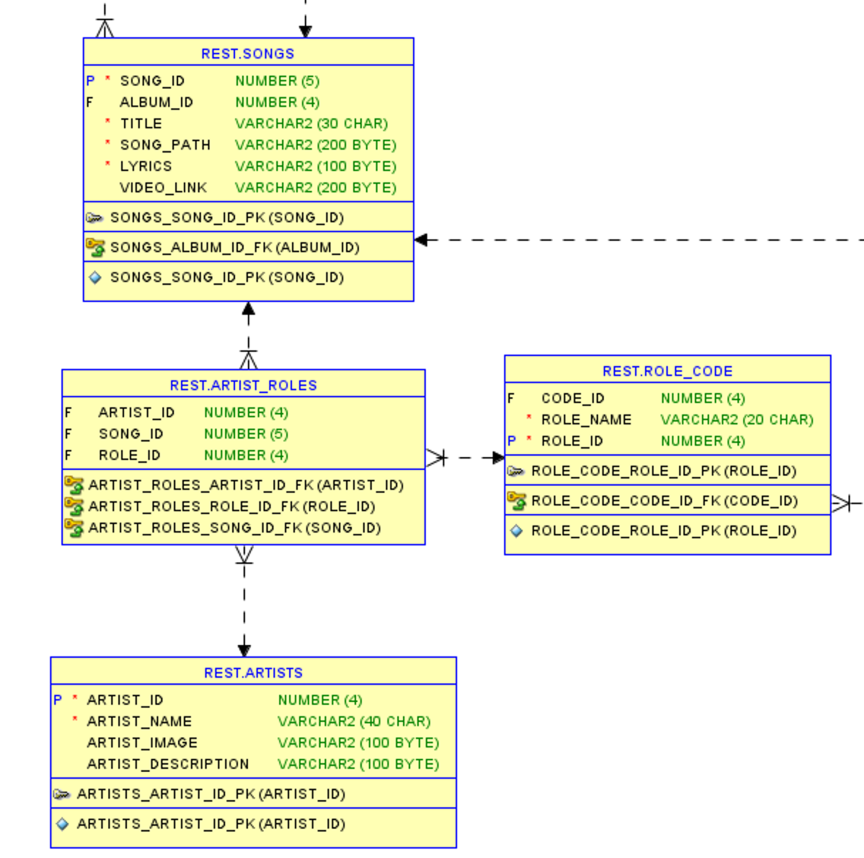 REST.SONGS
P * SONG_ID NUMBER (5)
F ALBUM_ID NUMBER (4)
* TITLE VARCHAR2 (30 CHAR)
* SONG_PATH VARCHAR2 (200 BYTE)
* LYRICS VARCHAR2 (100 BYTE)
VIDEO_LINK VARCHAR2 (200 BYTE)
SONGS_SONG_ID_PK (SONG_ID)
SONGS_ALBUM_ID_FK (ALBUM_ID)
SONGS_SONG_ID_PK (SONG_ID)
REST.ARTIST_ROLES
F ARTIST_ID NUMBER (4)
F SONG_ID NUMBER (5)
F ROLE_ID NUMBER (4)
ARTIST_ROLES_ARTIST_ID_FK (ARTIST_ID)
ARTIST_ROLES_ROLE_ID_FK (ROLE_ID)
ARTIST_ROLES_SONG_ID_FK (SONG_ID)
REST.ROLE_CODE
F CODE_ID NUMBER (4)
* ROLE_NAME VARCHAR2 (20 CHAR)
P * ROLE_ID NUMBER (4)
ROLE_CODE_ROLE_ID_PK (ROLE_ID)
ROLE_CODE_CODE_ID_FK (CODE_ID)
ROLE_CODE_ROLE_ID_PK (ROLE_ID)
REST.ARTISTS
P * ARTIST_ID NUMBER (4)
* ARTIST_NAME VARCHAR2 (40 CHAR)
ARTIST_IMAGE VARCHAR2 (100 BYTE)
ARTIST_DESCRIPTION VARCHAR2 (100 BYTE)
ARTISTS_ARTIST_ID_PK (ARTIST_ID)
ARTISTS_ARTIST_ID_PK (ARTIST_ID)